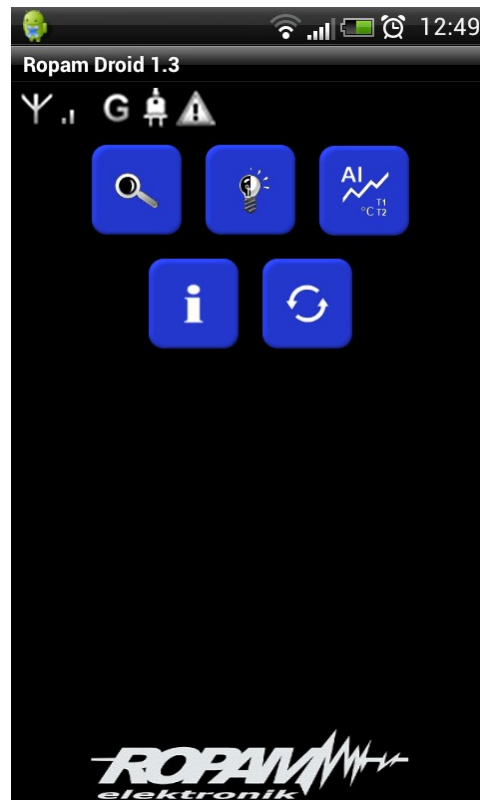 12:49
Ropam Droid 1.3
G
AI
T1
°C T2
i
ROPAM
elektronik